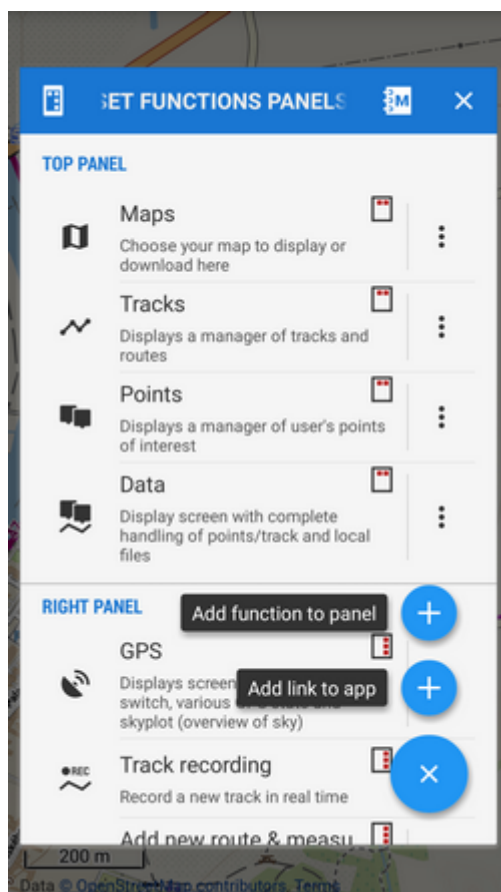 SET FUNCTIONS PANELS
M
TOP PANEL
Maps
Choose your map to display or
download here
Tracks
Displays a manager of tracks and
routes
Points
Displays a manager of user's points
of interest
Data
Display screen with complete
handling of points/track and local
files
RIGHT PANEL
Add function to panel
GPS
Displays screen
Add link to app
switch, various
skyplot (overview of sky)
REC
Track recording
Record a new track in real time
Add new route & measu
200 m
Data © OpenStreetMap contributors, Terms